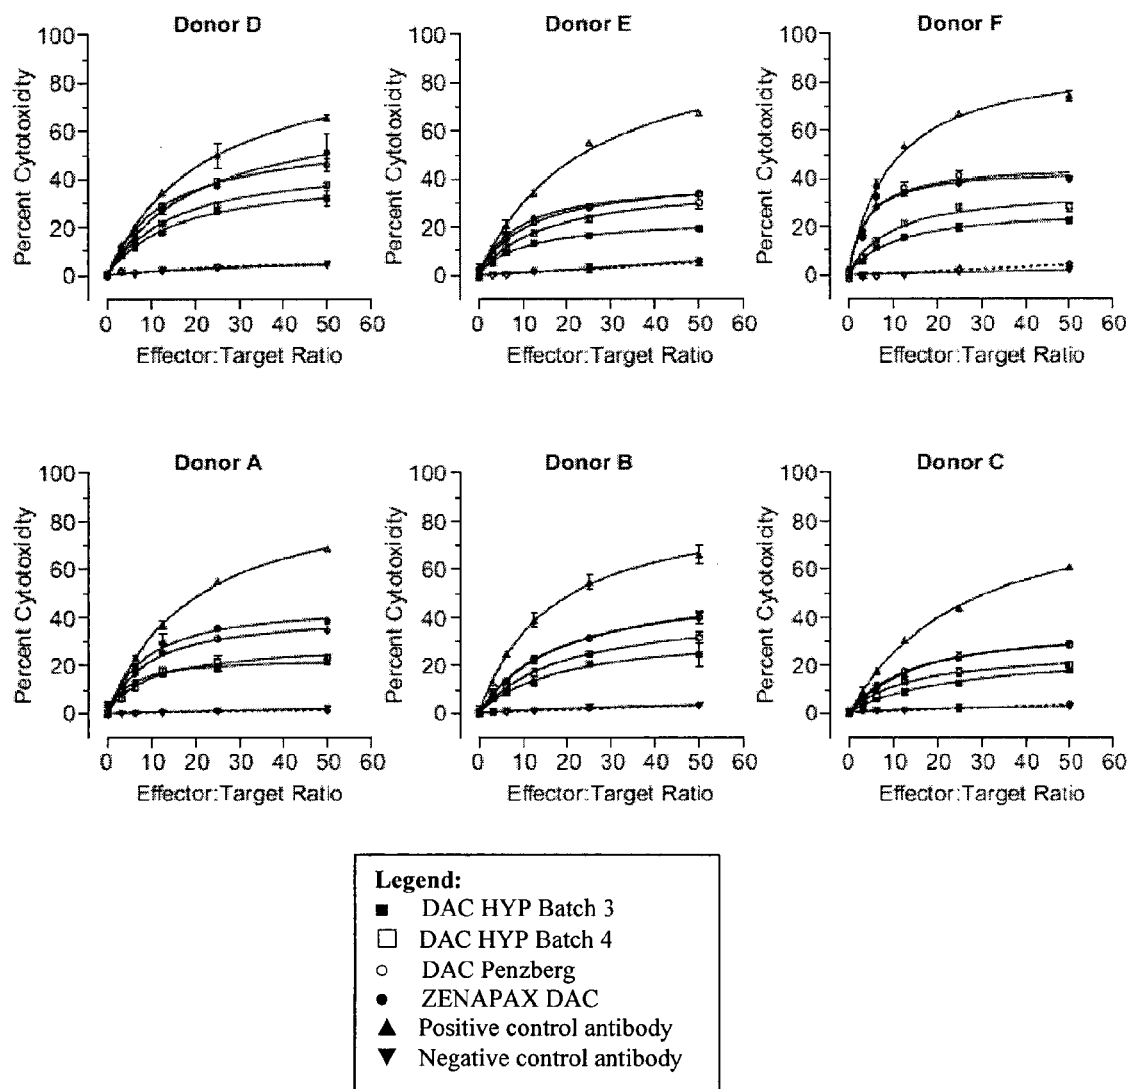 Donor D
Donor E
Donor F
Percent Cytotoxicity
100
80
60
40
20
0
0 10 20 30 40 50 60
Effector:Target Ratio
Percent Cytotoxicity
100
80
60
40
20
0
0 10 20 30 40 50 60
Effector:Target Ratio
Percent Cytotoxicity
100
80
60
40
20
0
0 10 20 30 40 50 60
Effector:Target Ratio
Donor A
Donor B
Donor C
Percent Cytotoxicity
100
80
60
40
20
0
0 10 20 30 40 50 60
Effector:Target Ratio
Percent Cytotoxicity
100
80
60
40
20
0
0 10 20 30 40 50 60
Effector:Target Ratio
Percent Cytotoxicity
100
80
60
40
20
0
0 10 20 30 40 50 60
Effector:Target Ratio
Legend:
DAC HYP Batch 3
DAC HYP Batch 4
DAC Penzberg
ZENAPAX DAC
Positive control antibody
Negative control antibody